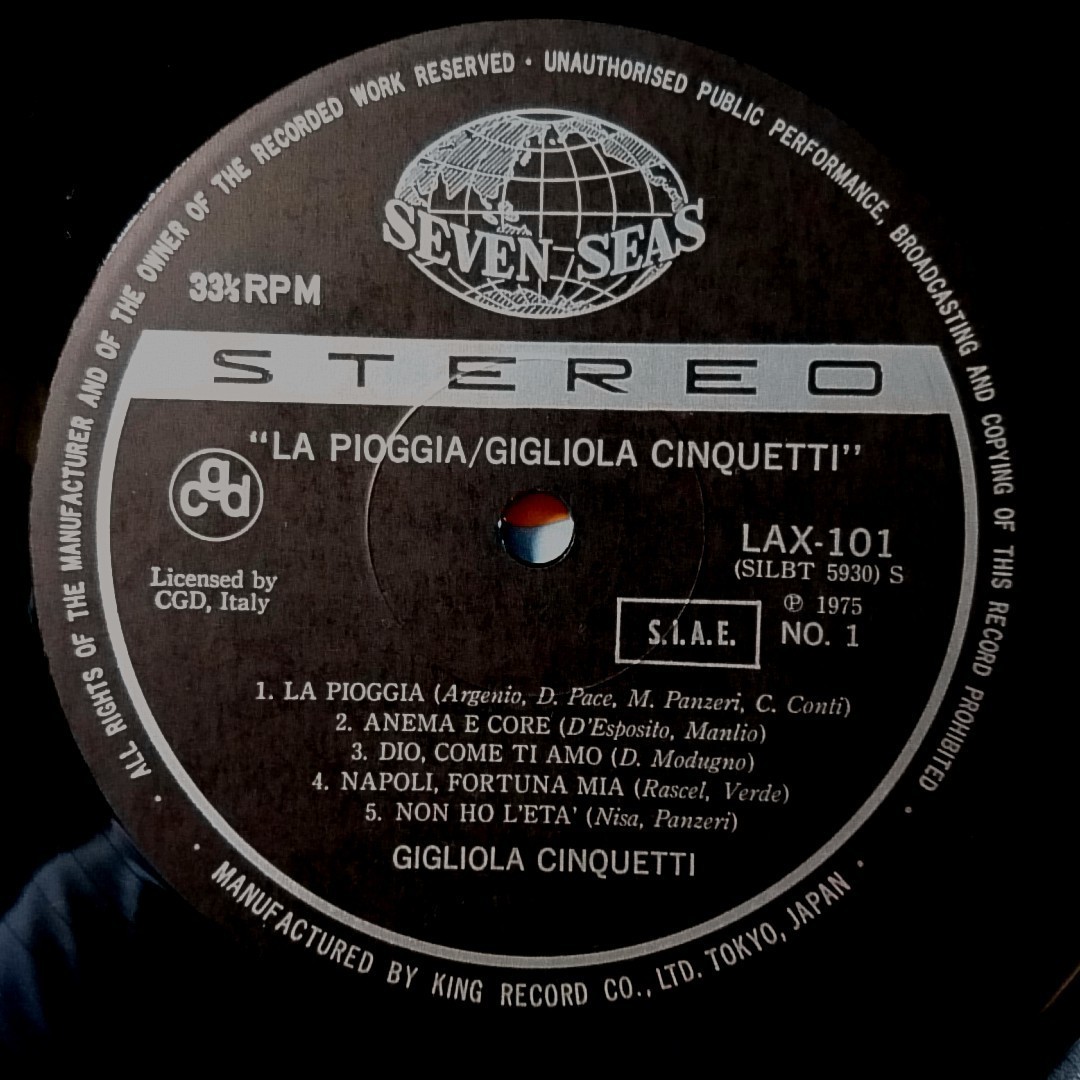 ALL RIGHTS OF THE MANUFACTURER AND OF THE OWNER OF THE RECORDED WORK RESERVED · UNAUTHORISED PUBLIC PERFORMANCE, BROADCASTING AND COPYING OF THIS RECORD PROHIBITED ·
SEVEN SEAS
33⅓ RPM
STEREO
"LA PIOGGIA/GIGLIOLA CINQUETTI"
cgd
Licensed by
CGD, Italy
LAX-101
(SILBT 5930) S
℗ 1975
S.I.A.E.
NO. 1
1. LA PIOGGIA (Argenio, D. Pace, M. Panzeri, C. Conti)
2. ANEMA E CORE (D'Esposito, Manlio)
3. DIO, COME TI AMO (D. Modugno)
4. NAPOLI, FORTUNA MIA (Rascel, Verde)
5. NON HO L'ETA' (Nisa, Panzeri)
GIGLIOLA CINQUETTI
· MANUFACTURED BY KING RECORD CO., LTD. TOKYO, JAPAN ·